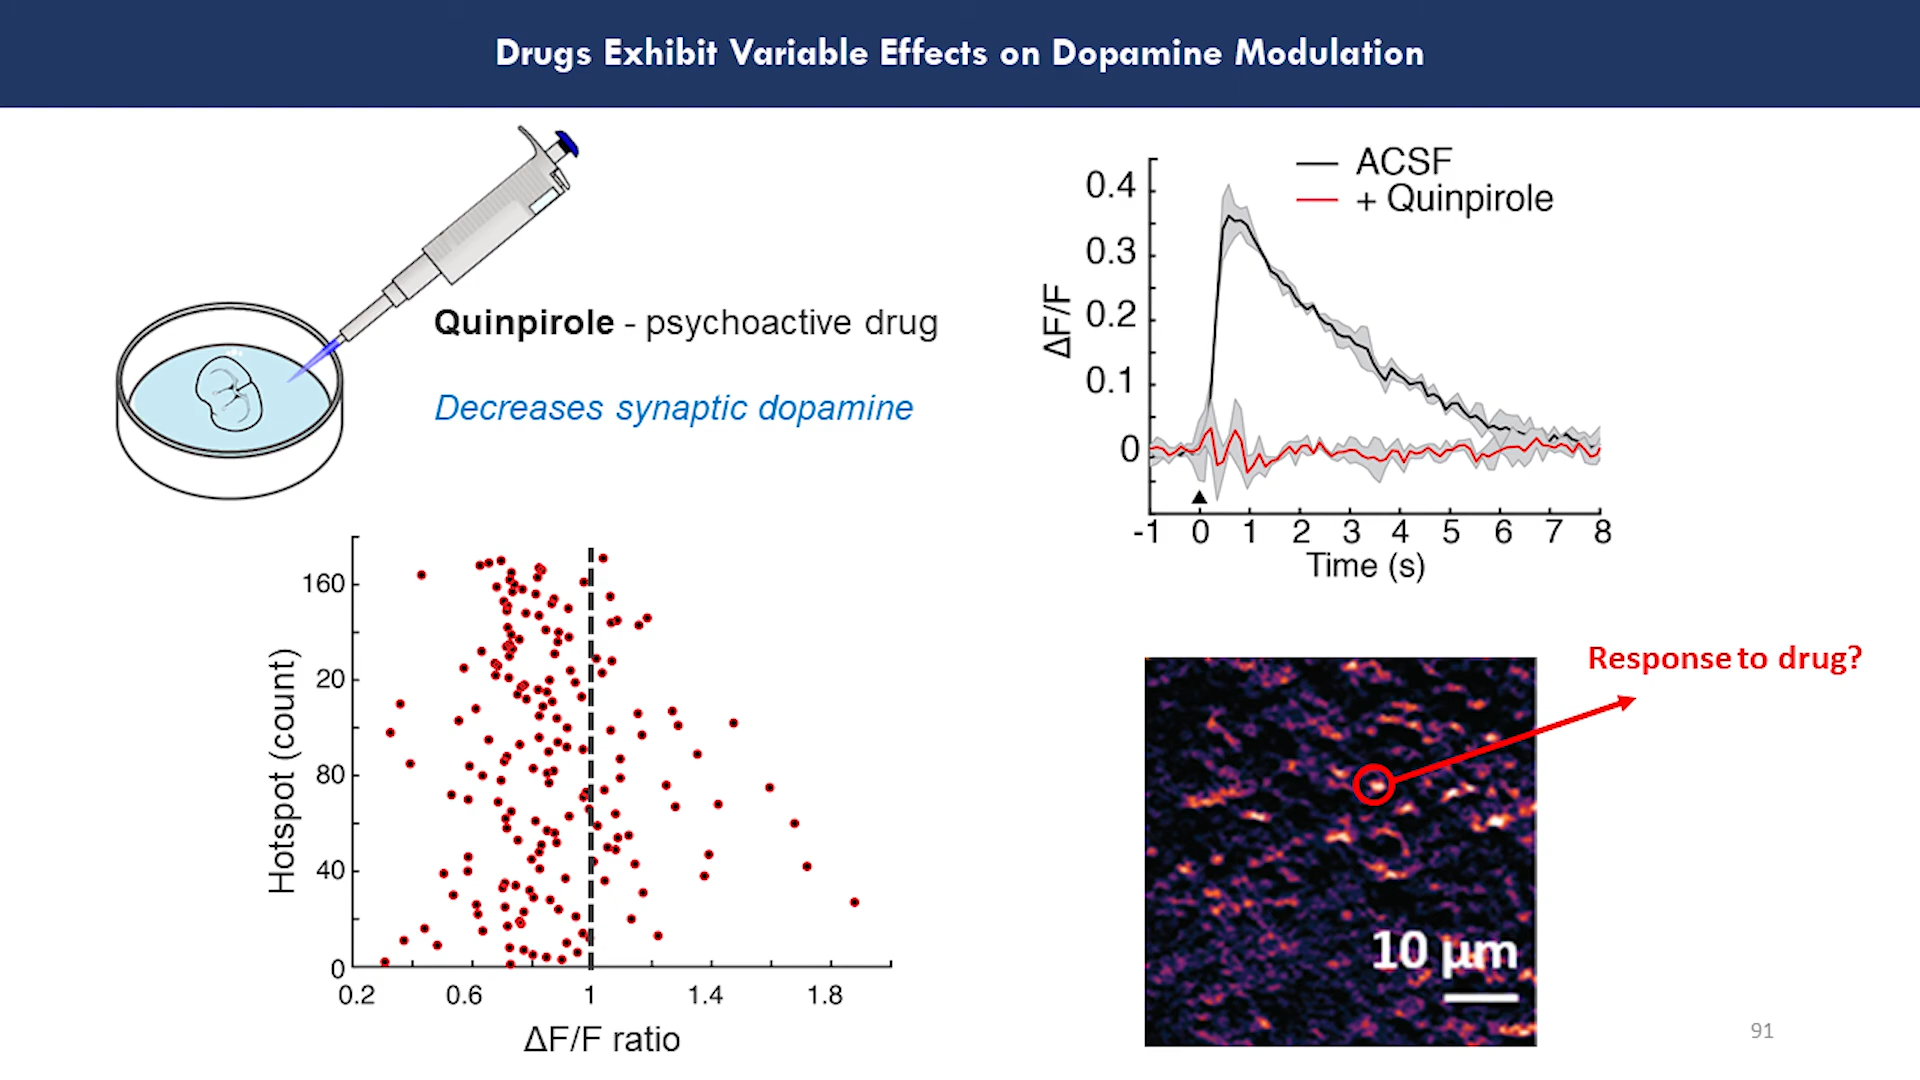 Drugs Exhibit Variable Effects on Dopamine Modulation
Quinpirole - psychoactive drug
Decreases synaptic dopamine
ACSF
+ Quinpirole
0.4
0.3
0.2
0.1
0
ΔF/F
-1 0 1 2 3 4 5 6 7 8
Time (s)
160
20
80
40
0
Hotspot (count)
0.2 0.6 1 1.4 1.8
ΔF/F ratio
Response to drug?
10 µm
91